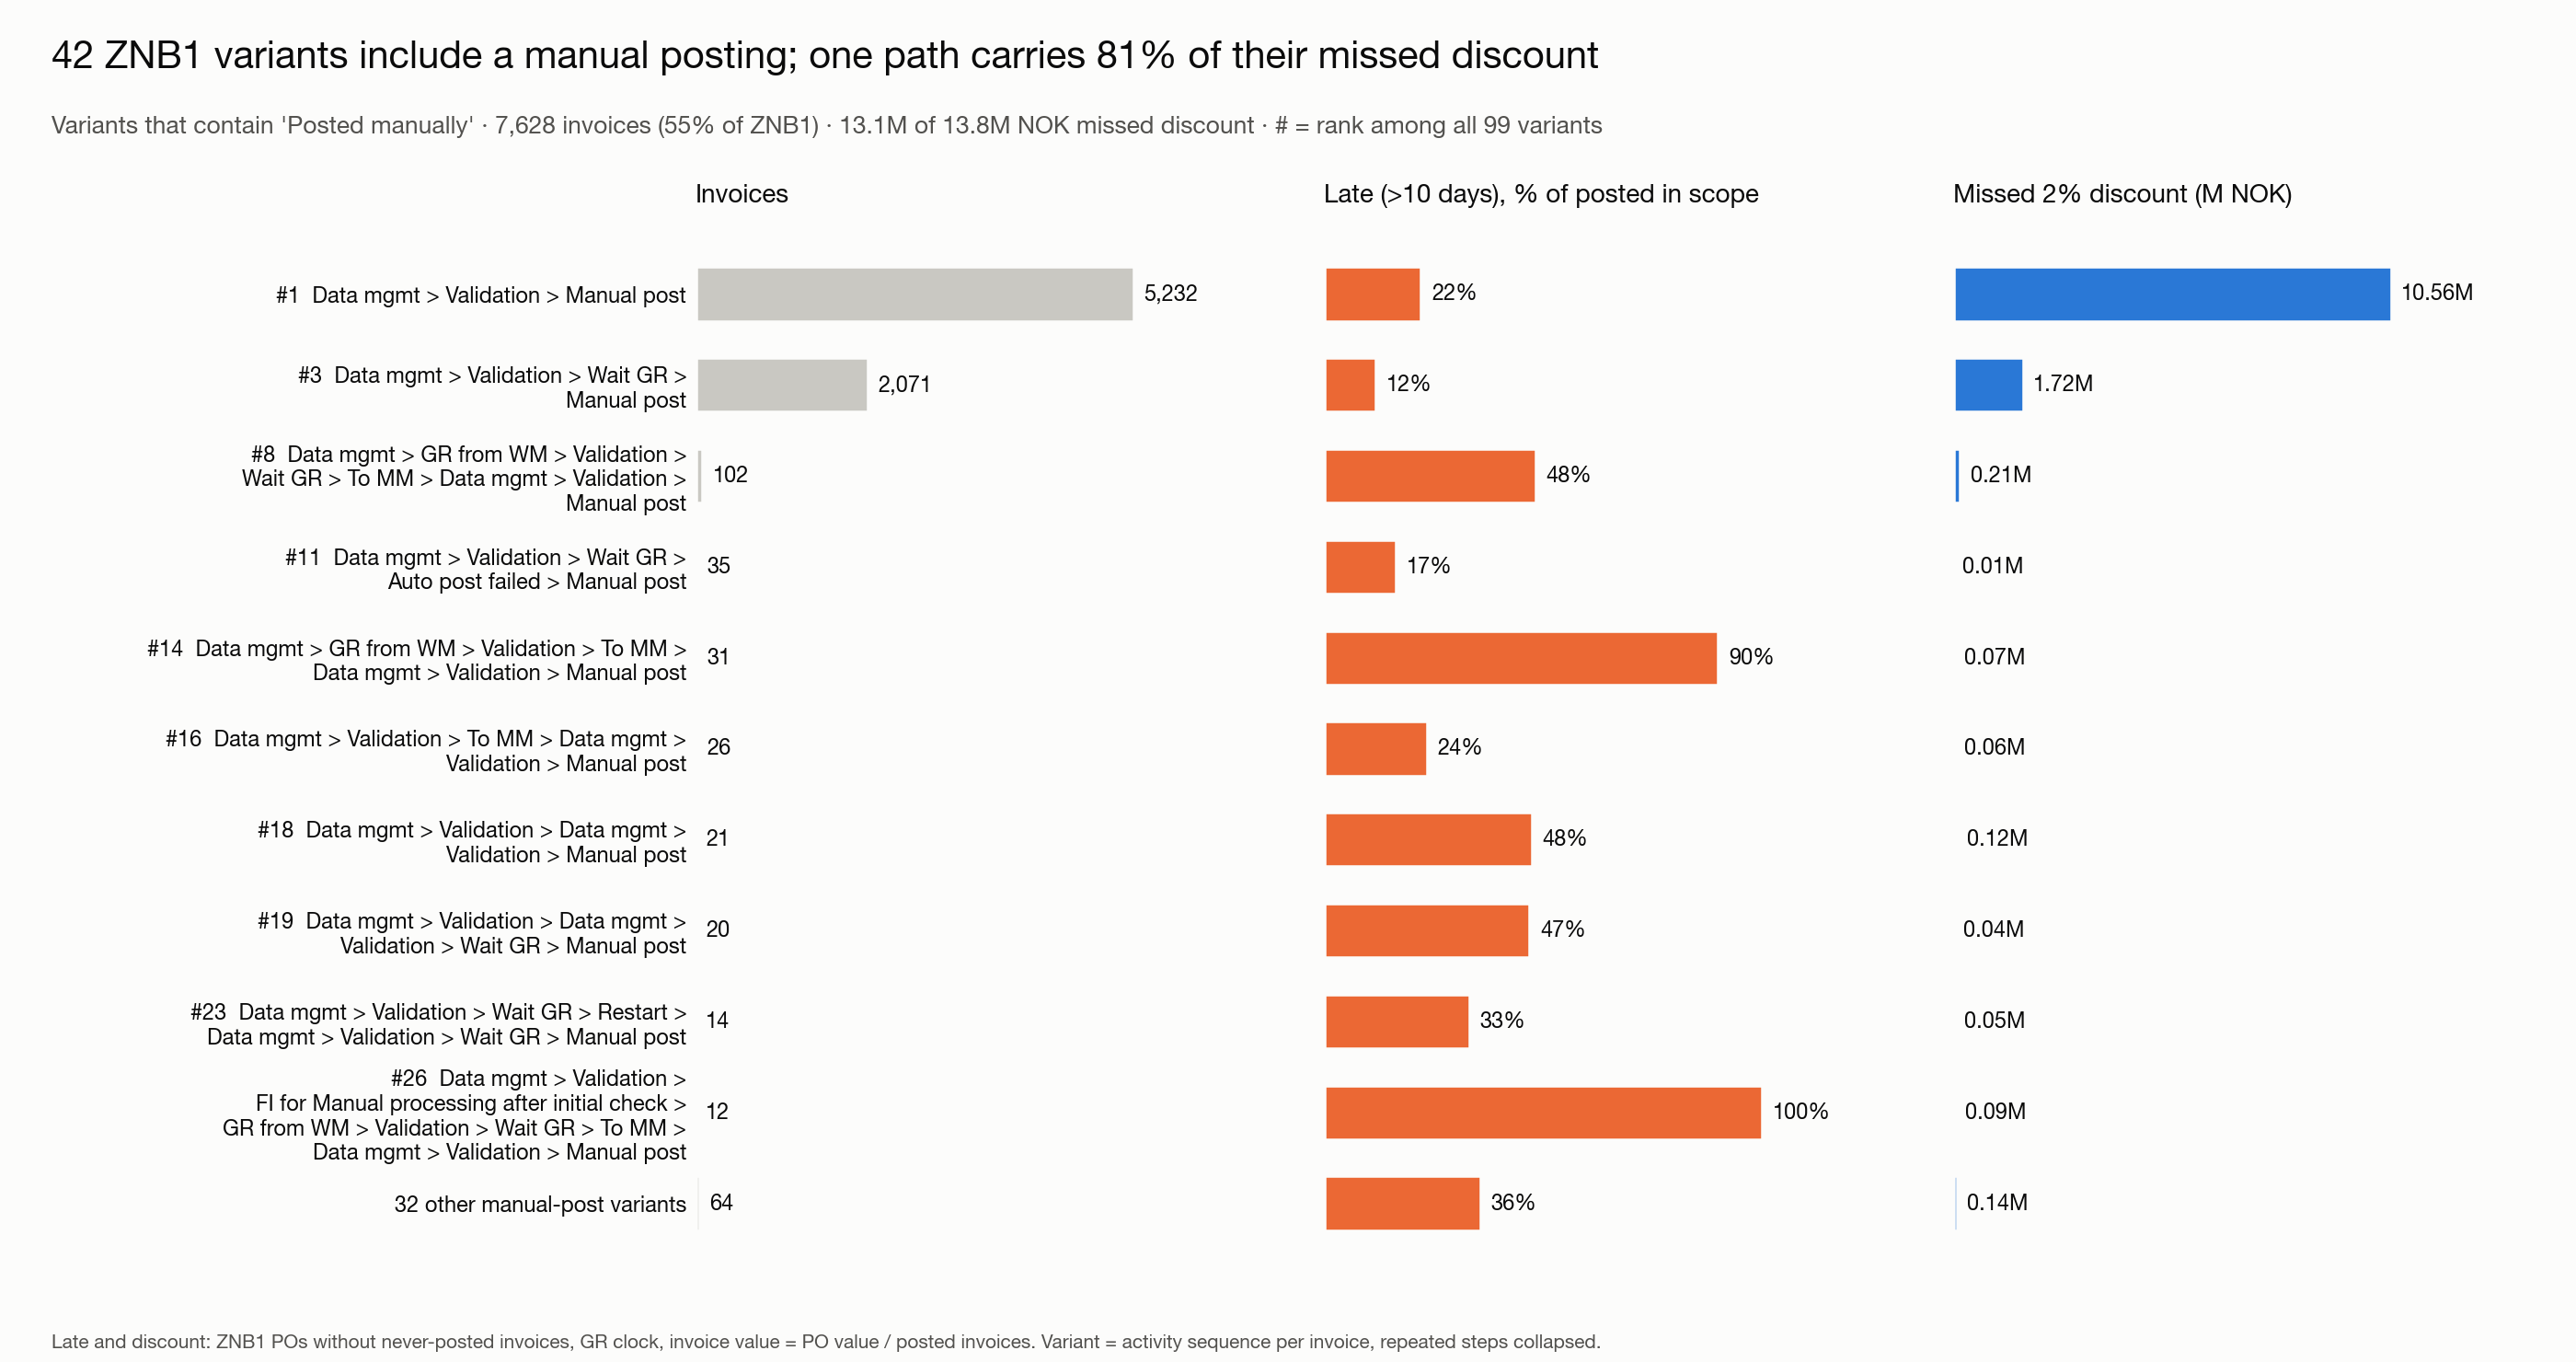 42 ZNB1 variants include a manual posting; one path carries 81% of their missed discount
Variants that contain 'Posted manually' · 7,628 invoices (55% of ZNB1) · 13.1M of 13.8M NOK missed discount · # = rank among all 99 variants
Invoices
Late (>10 days), % of posted in scope
Missed 2% discount (M NOK)
#1 Data mgmt > Validation > Manual post
5,232
22%
10.56M
#3 Data mgmt > Validation > Wait GR >
Manual post
2,071
12%
1.72M
#8 Data mgmt > GR from WM > Validation >
Wait GR > To MM > Data mgmt > Validation >
Manual post
102
48%
0.21M
#11 Data mgmt > Validation > Wait GR >
Auto post failed > Manual post
35
17%
0.01M
#14 Data mgmt > GR from WM > Validation > To MM >
Data mgmt > Validation > Manual post
31
90%
0.07M
#16 Data mgmt > Validation > To MM > Data mgmt >
Validation > Manual post
26
24%
0.06M
#18 Data mgmt > Validation > Data mgmt >
Validation > Manual post
21
48%
0.12M
#19 Data mgmt > Validation > Data mgmt >
Validation > Wait GR > Manual post
20
47%
0.04M
#23 Data mgmt > Validation > Wait GR > Restart >
Data mgmt > Validation > Wait GR > Manual post
14
33%
0.05M
#26 Data mgmt > Validation >
FI for Manual processing after initial check >
GR from WM > Validation > Wait GR > To MM >
Data mgmt > Validation > Manual post
12
100%
0.09M
32 other manual-post variants
64
36%
0.14M
Late and discount: ZNB1 POs without never-posted invoices, GR clock, invoice value = PO value / posted invoices. Variant = activity sequence per invoice, repeated steps collapsed.